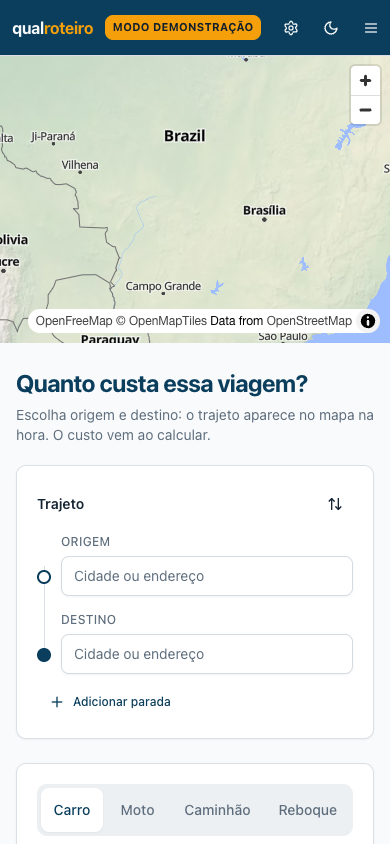 qualroteiro MODO DEMONSTRAÇÃO
Brazil
Ji-Paraná
Vilhena
Brasília
Campo Grande
OpenFreeMap © OpenMapTiles Data from OpenStreetMap
Paraguay
São Paulo
Quanto custa essa viagem?
Escolha origem e destino: o trajeto aparece no mapa na
hora. O custo vem ao calcular.
Trajeto
ORIGEM
Cidade ou endereço
DESTINO
Cidade ou endereço
Adicionar parada
Carro Moto Caminhão Reboque